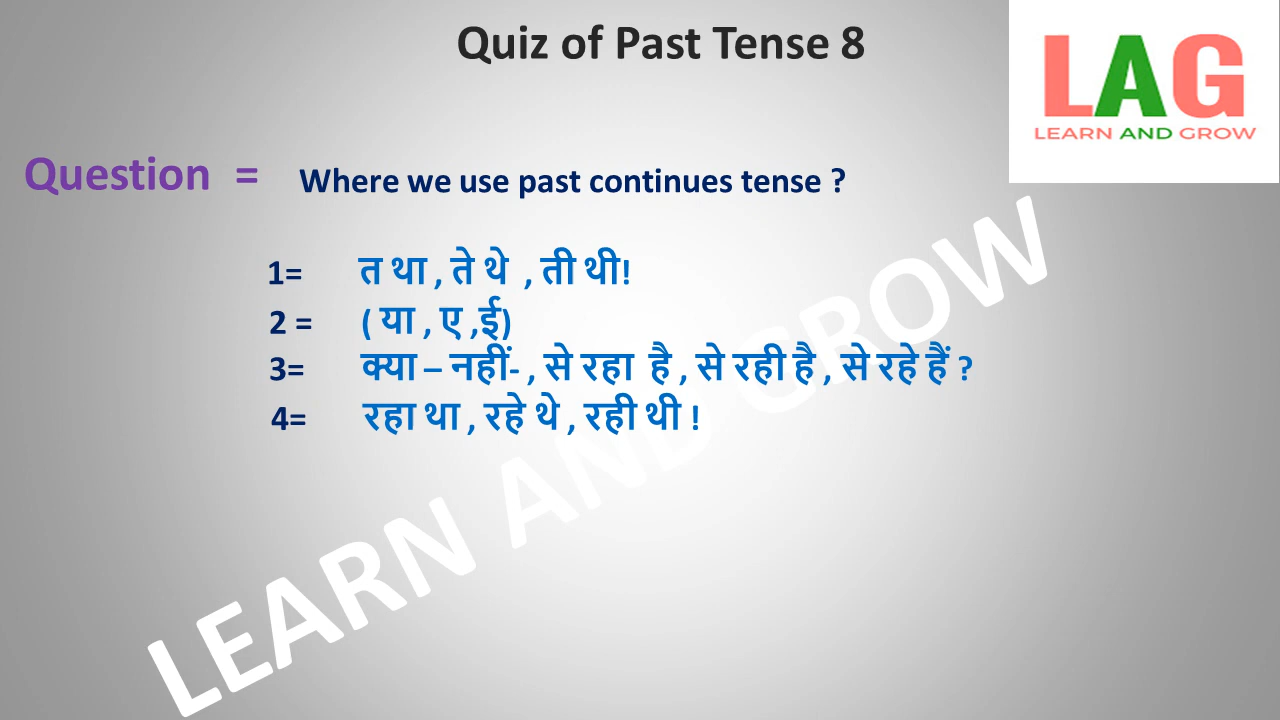 Quiz of Past Tense 8
LAG
LEARN AND GROW
Question = Where we use past continues tense ?
1= त था , ते थे , ती थी!
2 = ( या , ए ,ई)
3= क्या – नहीं- , से रहा है , से रही है , से रहे हैं ?
4= रहा था , रहे थे , रही थी !
LEARN AND GROW